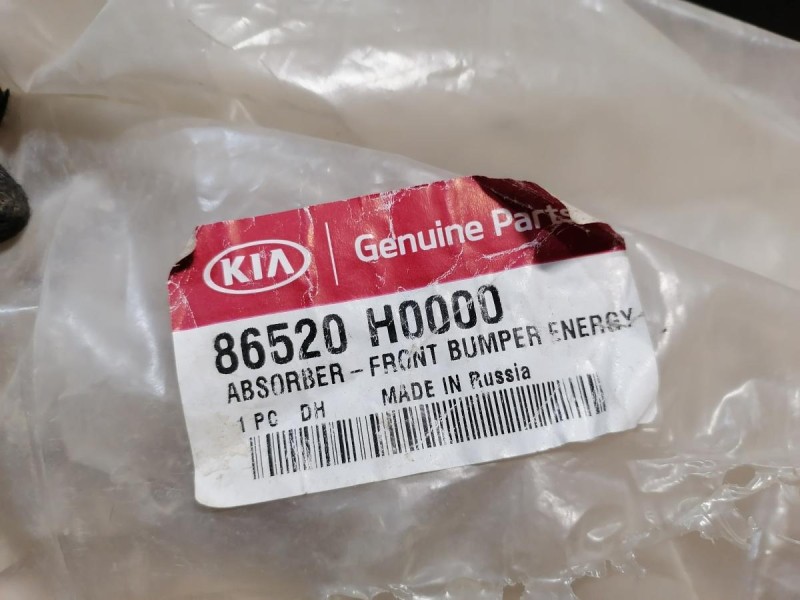 KIA Genuine Parts
86520 H0000
ABSORBER-FRONT BUMPER ENERGY
1 PC DH MADE IN Russia